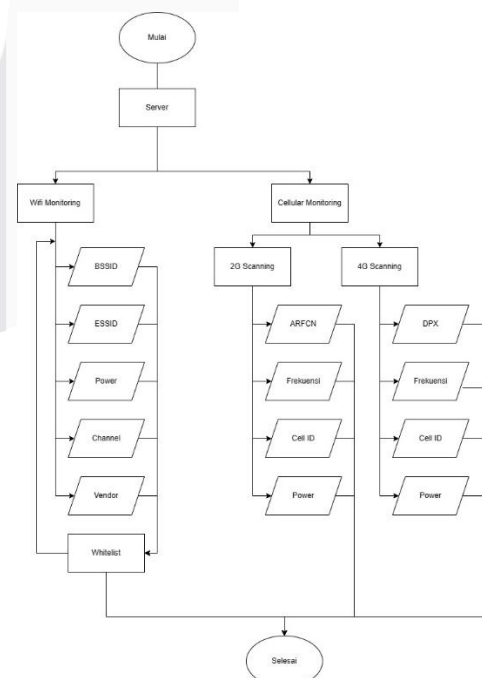 Mulai
Server
Wifi Monitoring
Cellular Monitoring
2G Scanning
4G Scanning
BSSID
ESSID
Power
Channel
Vendor
Whitelist
ARFCN
Frekuensi
Cell ID
Power
DPX
Frekuensi
Cell ID
Power
Selesai